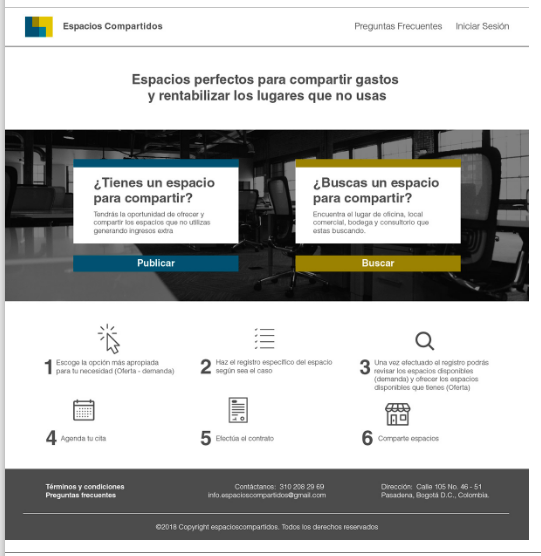 Espacios Compartidos
Preguntas Frecuentes
Iniciar Sesión
Espacios perfectos para compartir gastos
y rentabilizar los lugares que no usas
¿Tienes un espacio
para compartir?
Tendrás la oportunidad de ofrecer y
compartir los espacios que no utilizas
generando ingresos extra
Publicar
¿Buscas un espacio
para compartir?
Encuentra el lugar de oficina, local
comercial, bodega y consultorio que
estas buscando.
Buscar
1 Escoge la opción más apropiada
para tu necesidad (Oferta - demanda)
2 Haz el registro específico del espacio
según sea el caso
3 Una vez efectuado el registro podrás
revisar los espacios disponibles
(demanda) y ofrecer los espacios
disponibles que tienes (Oferta)
4 Agenda tu cita
5 Efectúa el contrato
6 Comparte espacios
Términos y condiciones
Preguntas frecuentes
Contáctanos: 310 208 29 69
info.espacioscompartidos@gmail.com
Dirección: Calle 105 No. 46 - 51
Pasadena, Bogotá D.C., Colombia.
©2018 Copyright espacioscompartidos. Todos los derechos reservados